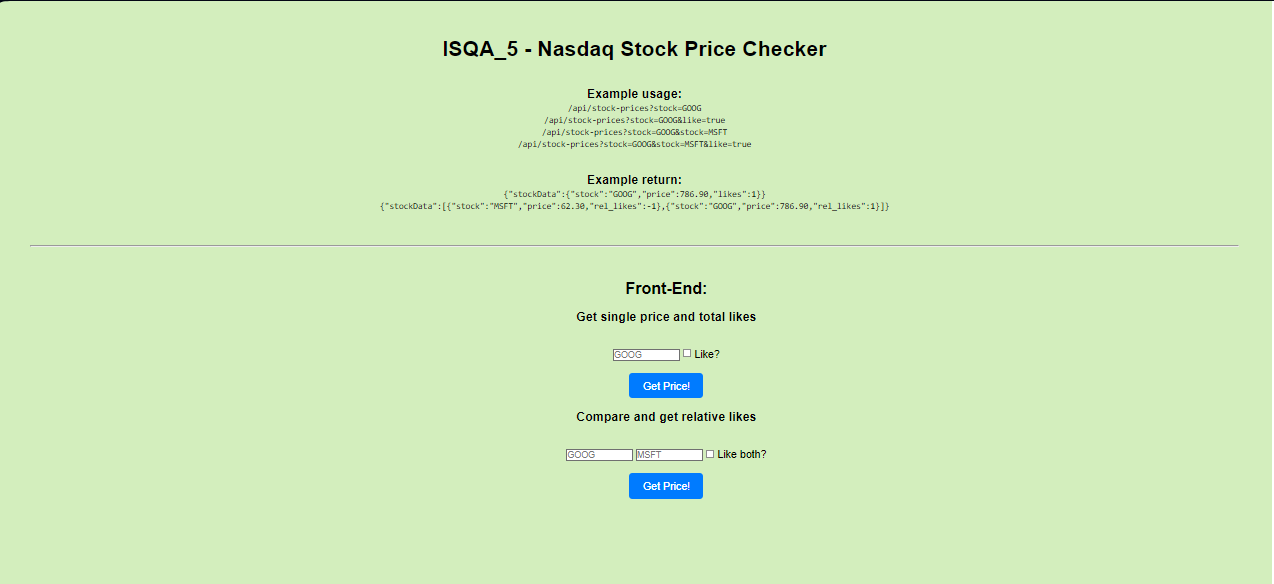 ISQA_5 - Nasdaq Stock Price Checker
Example usage:
/api/stock-prices?stock=GOOG
/api/stock-prices?stock=GOOG&like=true
/api/stock-prices?stock=GOOG&stock=MSFT
/api/stock-prices?stock=GOOG&stock=MSFT&like=true
Example return:
{"stockData":{"stock":"GOOG","price":786.90,"likes":1}}
{"stockData":[{"stock":"MSFT","price":62.30,"rel_likes":-1},{"stock":"GOOG","price":786.90,"rel_likes":1}]}
Front-End:
Get single price and total likes
GOOG Like?
Get Price!
Compare and get relative likes
GOOG MSFT Like both?
Get Price!